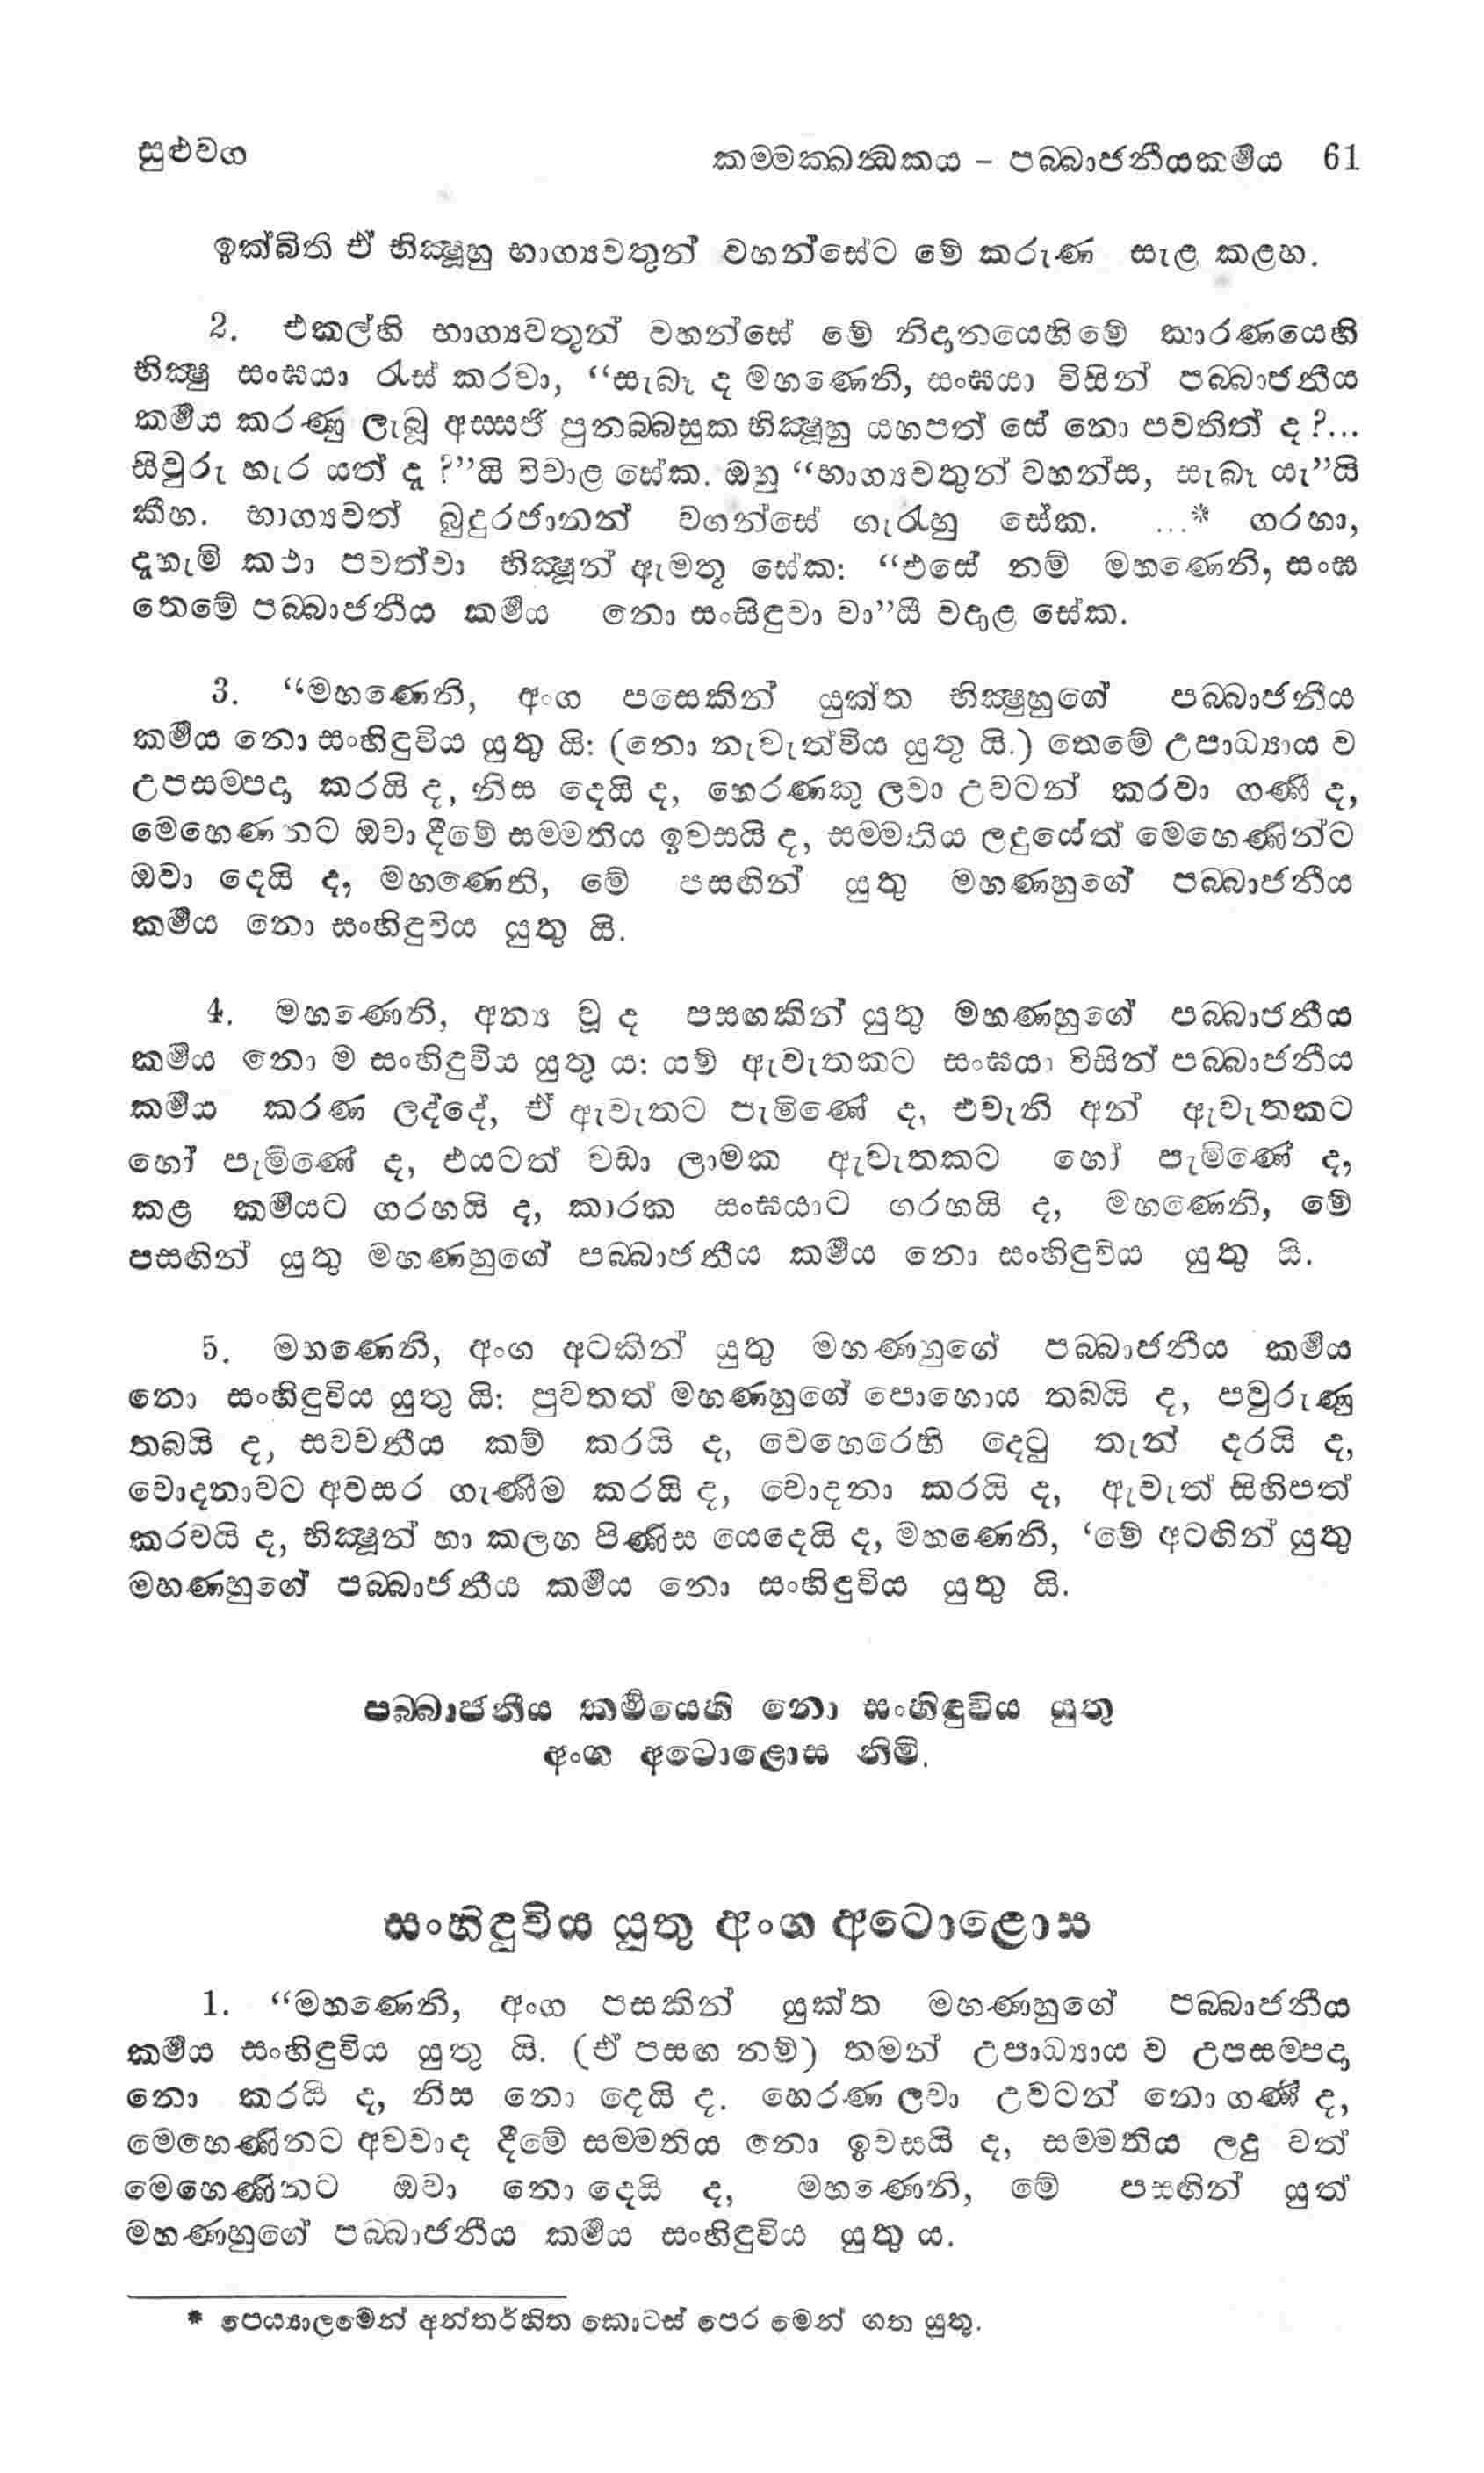 සුළුවග කම්මක්ඛන්ධකය – පබ්බාජනීයකර්‍මය 61
ඉක්බිති ඒ භික්‍ෂූහු භාග්‍යවතුන් වහන්සේට මේ කරුණ සැළ කළහ.
2. එකල්හි භාග්‍යවතුන් වහන්සේ මේ නිදානයෙහිමේ කාරණයෙහි
භික්‍ෂු සංඝයා රැස් කරවා, “සැබෑ ද මහණෙනි, සංඝයා විසින් පබ්බාජනීය
කර්‍මය කරණු ලැබූ අස්සජි පුනබ්බසුක භික්‍ෂූහු යහපත් සේ නො පවතිත් ද ?...
සිවුරු හැර යත් දැ ?”යි විචාළ සේක. ඔහු “භාග්‍යවතුන් වහන්ස, සැබෑ යැ”යි
කීහ. භාග්‍යවත් බුදුරජානන් වගන්සේ ගැරැහු සේක. ...* ගරහා,
දැහැමි කථා පවත්වා භික්‍ෂූන් ඇමතූ සේක: “එසේ නම් මහණෙනි, සංඝ
තෙමේ පබ්බාජනීය කර්‍මය නො සංසිඳුවා වා”යී වදාළ සේක.
3. “මහණෙනි, අංග පසෙකින් යුක්ත භික්‍ෂුහුගේ පබ්බාජනීය
කර්‍මය නො සංහිඳුවිය යුතු යි: (නො නැවැත්විය යුතු යි.) තෙමේ උපාධ්‍යාය ව
උපසම්පදා කරයි ද, නිස දෙයි ද, හෙරණකු ලවා උවටන් කරවා ගණී ද,
මෙහෙණනට ඔවා දීමේ සම්මතිය ඉවසයි ද, සම්මතිය ලදුයේත් මෙහෙණින්ට
ඔවා දෙයි ද, මහණෙනි, මේ පසඟින් යුතු මහණහුගේ පබ්බාජනීය
කර්‍මය නො සංහිඳුවිය යුතු යි.
4. මහණෙනි, අන්‍ය වූ ද පසඟකින් යුතු මහණහුගේ පබ්බාජනීය
කර්‍මය නො ම සංහිඳුවිය යුතු ය: යම් ඇවැතකට සංඝයා විසින් පබ්බාජනීය
කර්‍මය කරණ ලද්දේ, ඒ ඇවැතට පැමිණේ ද, එවැනි අන් ඇවැතකට
හෝ පැමිණේ ද, එයටත් වඩා ලාමක ඇවැතකට හෝ පැමිණේ ද,
කළ කර්‍මයට ගරහයි ද, කාරක සංඝයාට ගරහයි ද, මහණෙනි, මේ
පසඟින් යුතු මහණහුගේ පබ්බාජනීය කර්‍මය නො සංහිඳුවිය යුතු යි.
5. මහණෙනි, අංග අටකින් යුතු මහණහුගේ පබ්බාජනීය කර්‍මය
නො සංහිඳුවිය යුතු යි: පුවතත් මහණහුගේ පොහොය තබයි ද, පවුරුණු
තබයි ද, සවචනීය කම් කරයි ද, වෙහෙරෙහි දෙටු තැන් දරයි ද,
චොදනාවට අවසර ගැණීම කරයි ද, චොදනා කරයි ද, ඇවැත් සිහිපත්
කරවයි ද, භික්‍ෂූන් හා කලහ පිණිස යෙදෙයි ද, මහණෙනි, ‘මේ අටඟින් යුතු
මහණහුගේ පබ්බාජනීය කර්‍මය නො සංහිඳුවිය යුතු යි.
පබ්බාජනීය කර්‍මයෙහි නො සංහිඳුවිය යුතු
අංග අටොළොස නිමි.
සංහිඳුවිය යුතු අංග අටොළොස
1. “මහණෙනි, අංග පසකින් යුක්ත මහණහුගේ පබ්බාජනීය
කර්‍මය සංහිඳුවිය යුතු යි. (ඒ පසඟ නම්) තමන් උපාධ්‍යාය ව උපසම්පදා
නො කරයි ද, නිස නො දෙයි ද. හෙරණ ලවා උවටන් නො ගණී ද,
මෙහෙණිනට අවවාද දීමේ සම්මතිය නො ඉවසයි ද, සම්මතිය ලදු වත්
මෙහෙණිනට ඔවා නො දෙයි ද, මහණෙනි, මේ පසඟින් යුත්
මහණහුගේ පබ්බාජනීය කර්‍මය සංහිඳුවිය යුතු ය.
* පෙය්‍යාලමෙන් අන්තර්හිත කොටස් පෙර මෙන් ගත යුතු.